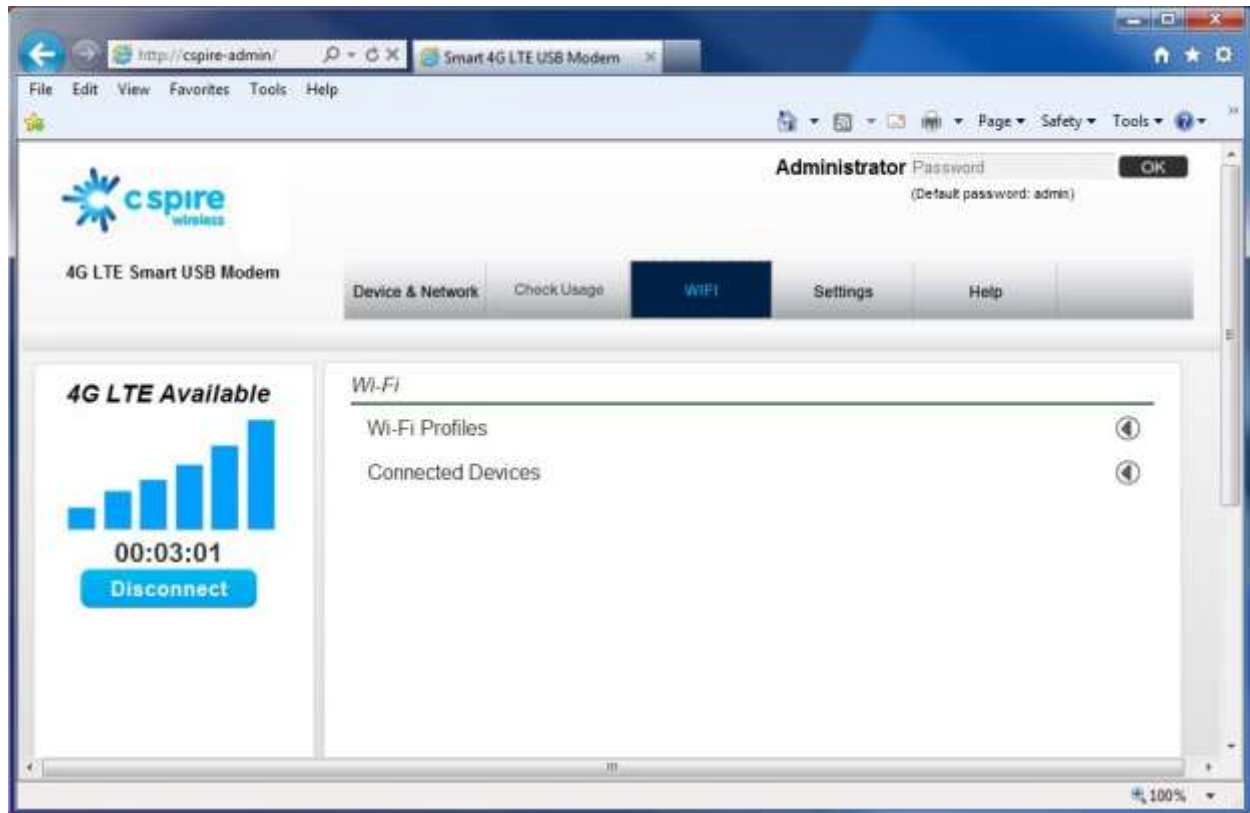 http://cspire-admin/
Smart 4G LTE USB Modem
File Edit View Favorites Tools Help
Page Safety Tools
Administrator Password OK
(Default password: admin)
c spire
wireless
4G LTE Smart USB Modem
Device & Network Check Usage WIFI Settings Help
4G LTE Available
Wi-Fi
Wi-Fi Profiles
Connected Devices
00:03:01
Disconnect
100%